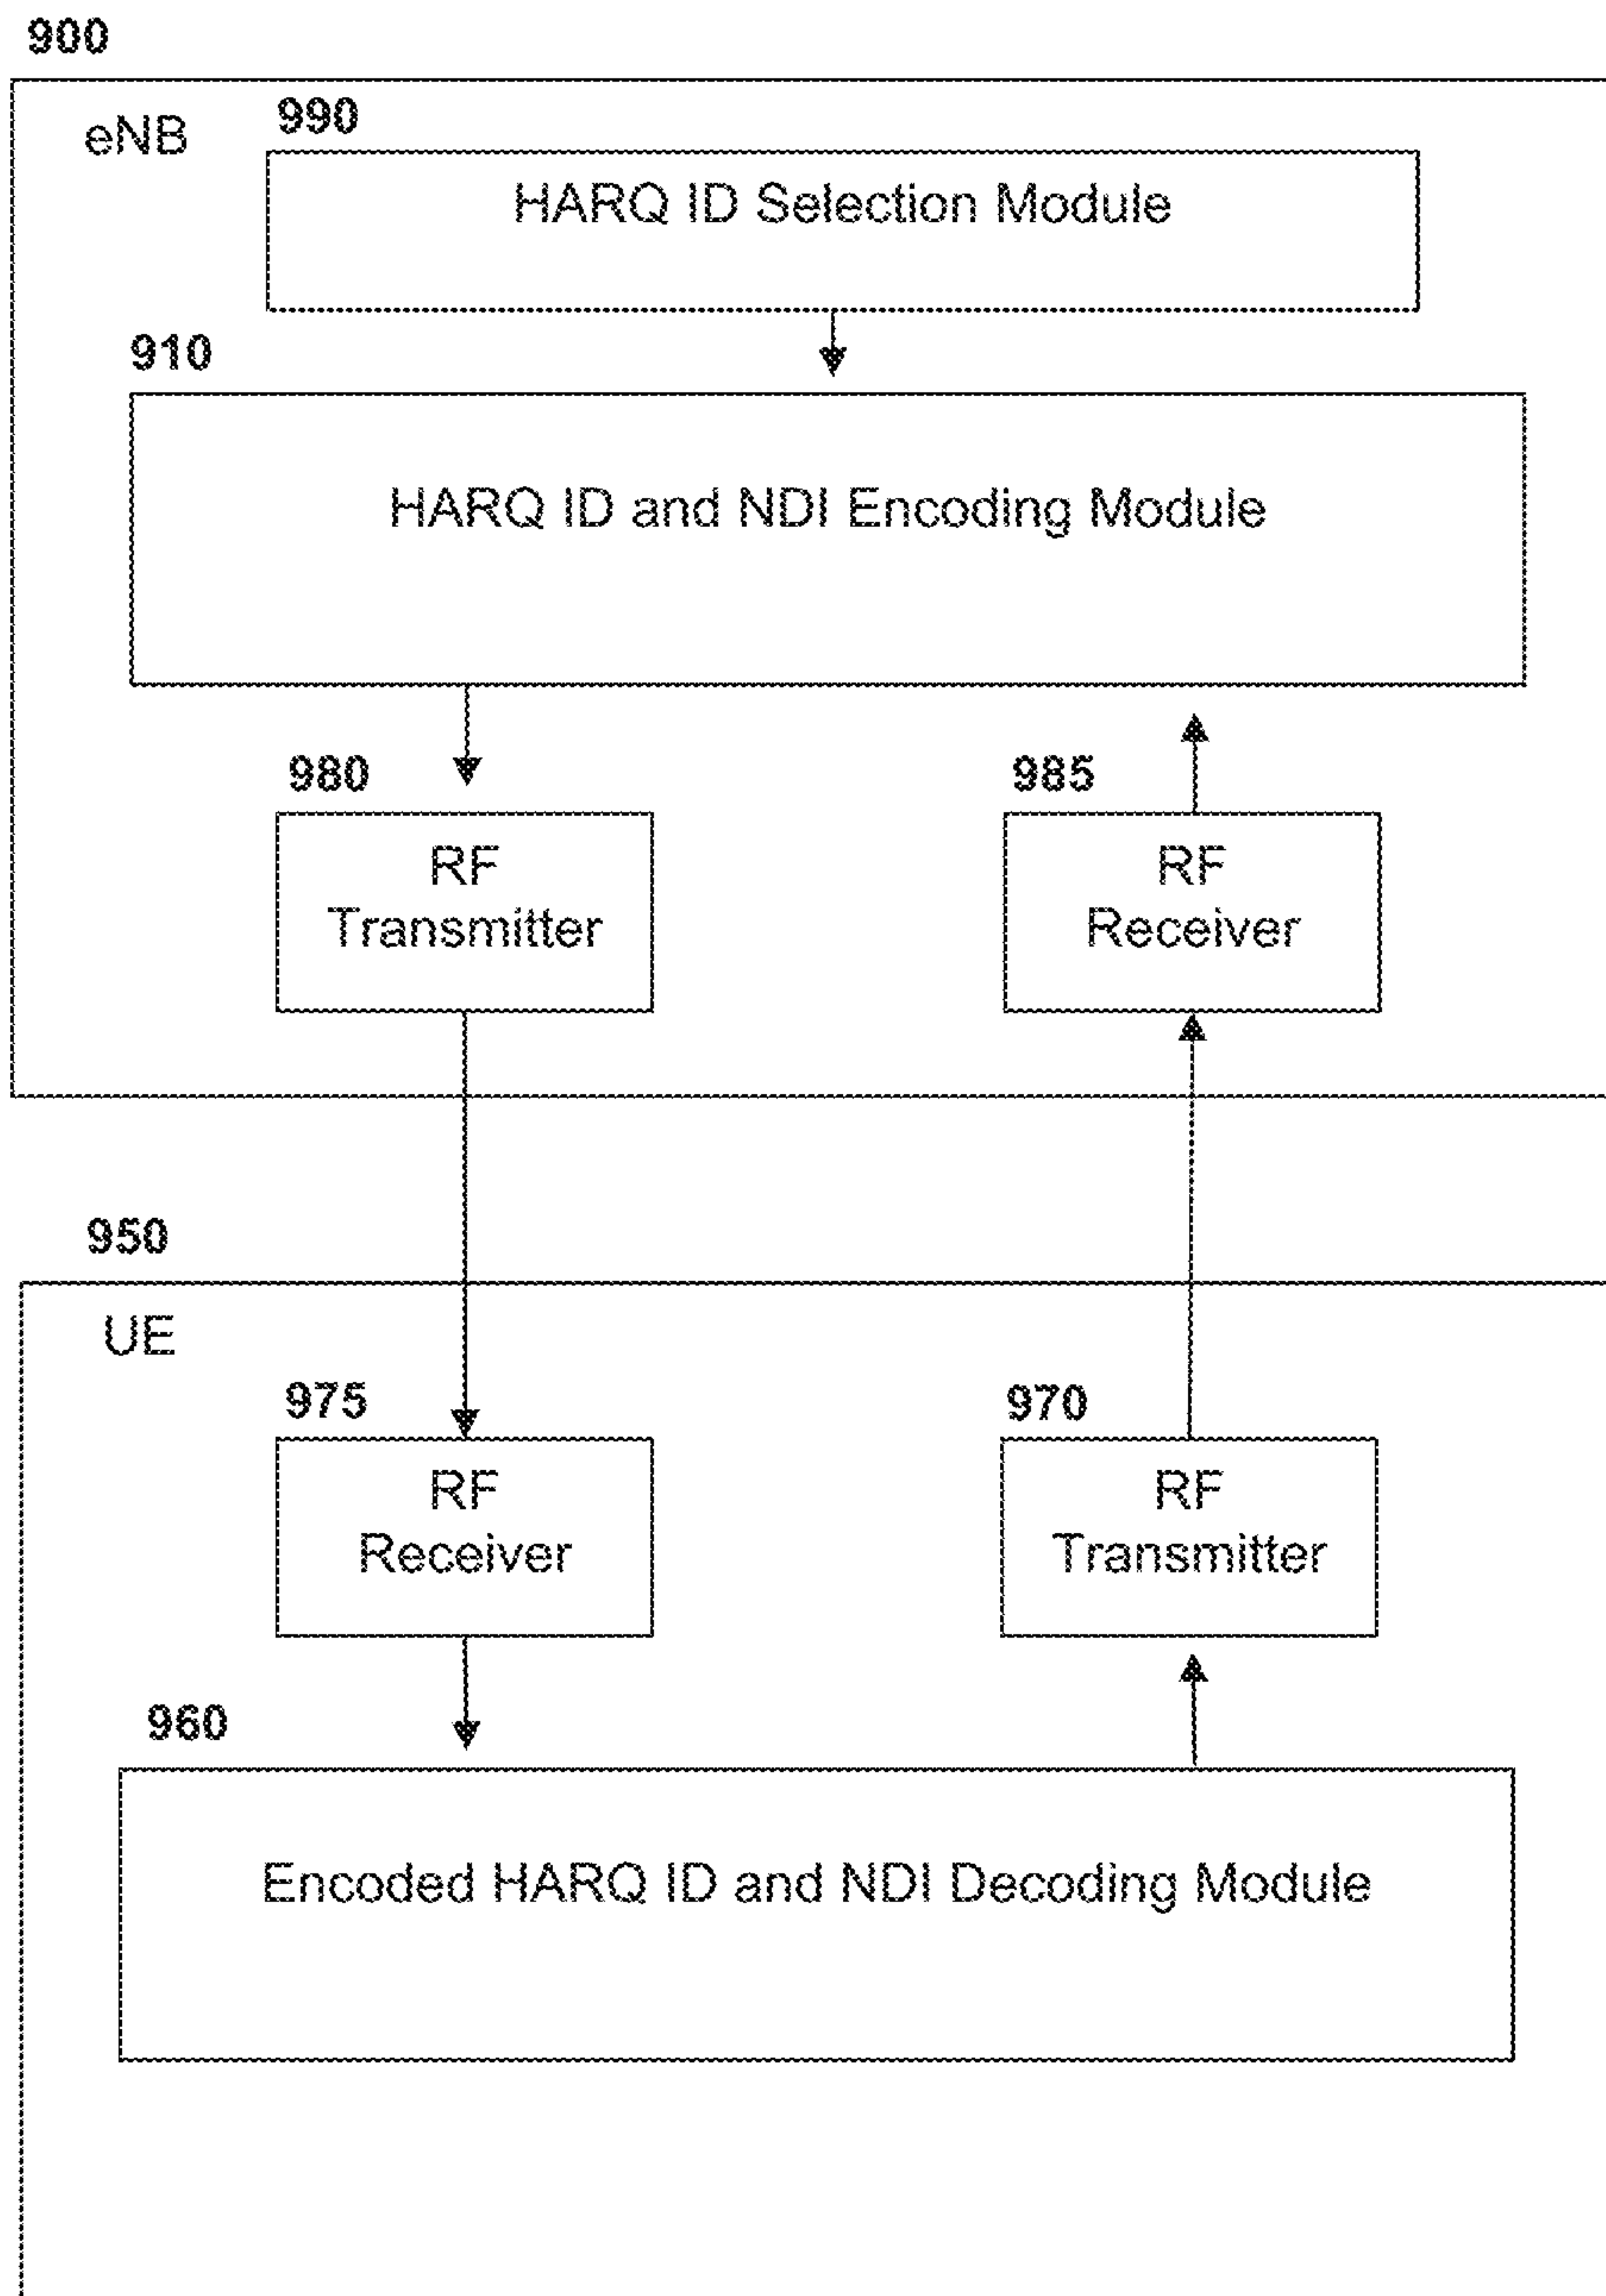 900
eNB
990
HARQ ID Selection Module
910
HARQ ID and NDI Encoding Module
980
985
RF
Transmitter
RF
Receiver
950
UE
975
970
RF
Receiver
RF
Transmitter
960
Encoded HARQ ID and NDI Decoding Module